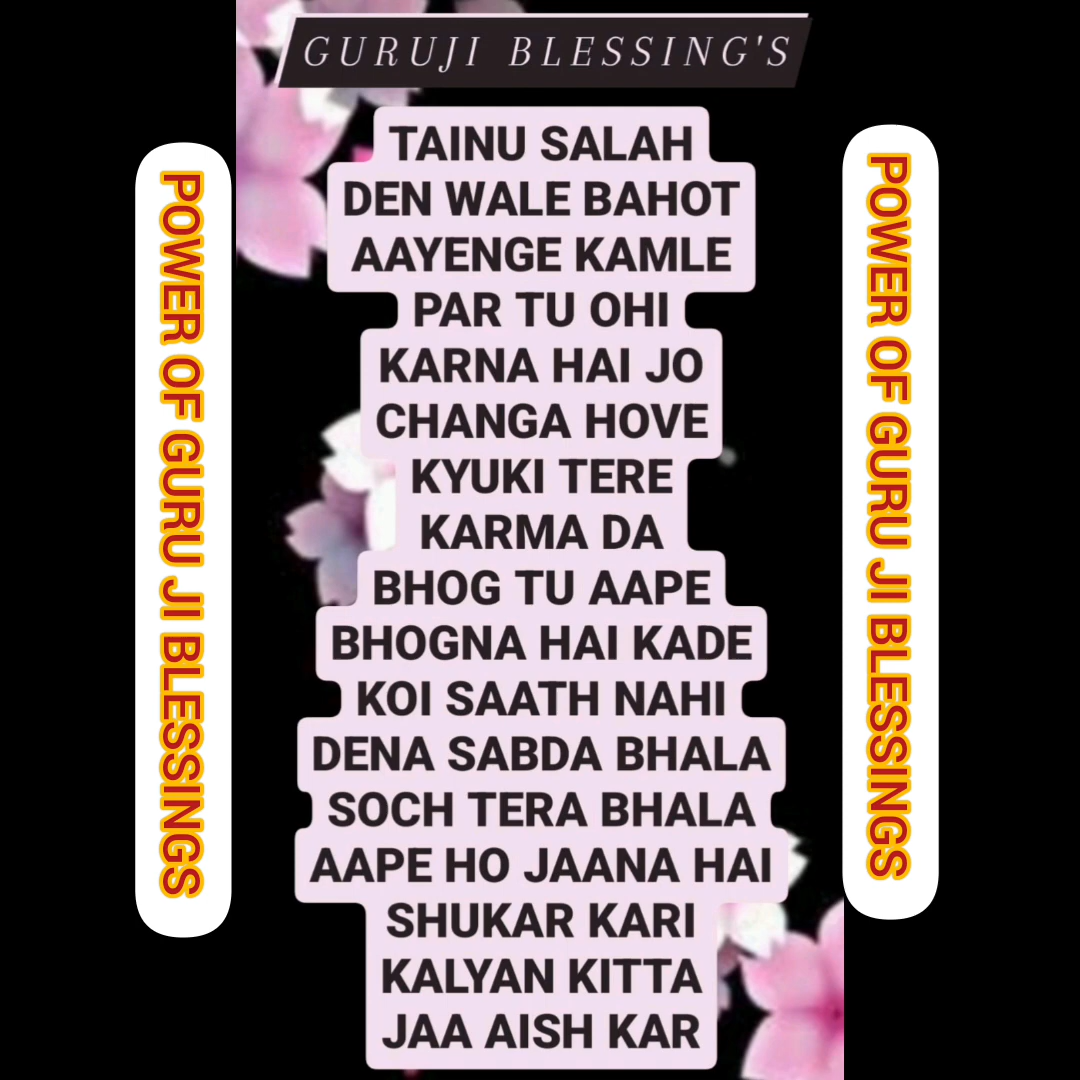 GURUJI BLESSING'S
TAINU SALAH
DEN WALE BAHOT
AAYENGE KAMLE
PAR TU OHI
KARNA HAI JO
CHANGA HOVE
KYUKI TERE
KARMA DA
BHOG TU AAPE
BHOGNA HAI KADE
KOI SAATH NAHI
DENA SABDA BHALA
SOCH TERA BHALA
AAPE HO JAANA HAI
SHUKAR KARI
KALYAN KITTA
JAA AISH KAR
POWER OF GURU JI BLESSINGS
POWER OF GURU JI BLESSINGS